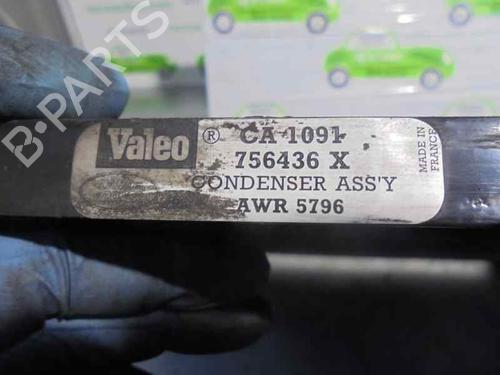 B-PARTS
Valeo ® CA 1091
756436 X
CONDENSER ASS'Y
AWR 5796
MADE IN
FRANCE